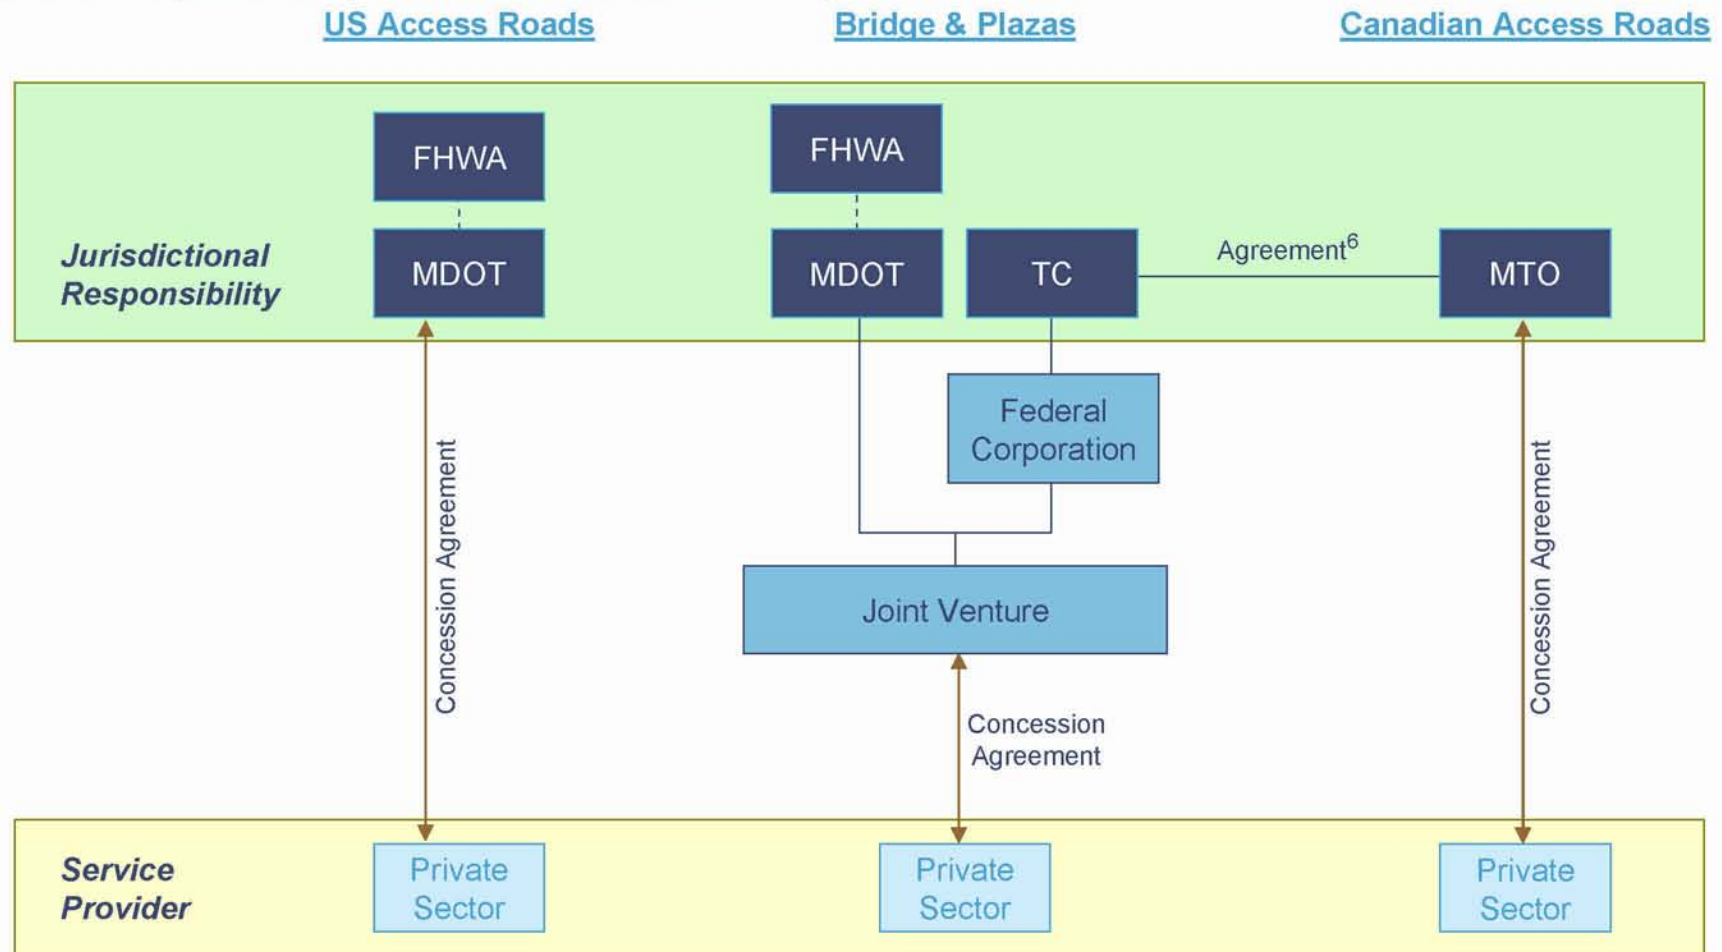 US Access Roads
Bridge & Plazas
Canadian Access Roads
FHWA
FHWA
Jurisdictional
Responsibility
MDOT
MDOT
TC
Agreement⁶
MTO
Federal
Corporation
Concession Agreement
Concession Agreement
Joint Venture
Concession
Agreement
Service
Provider
Private
Sector
Private
Sector
Private
Sector